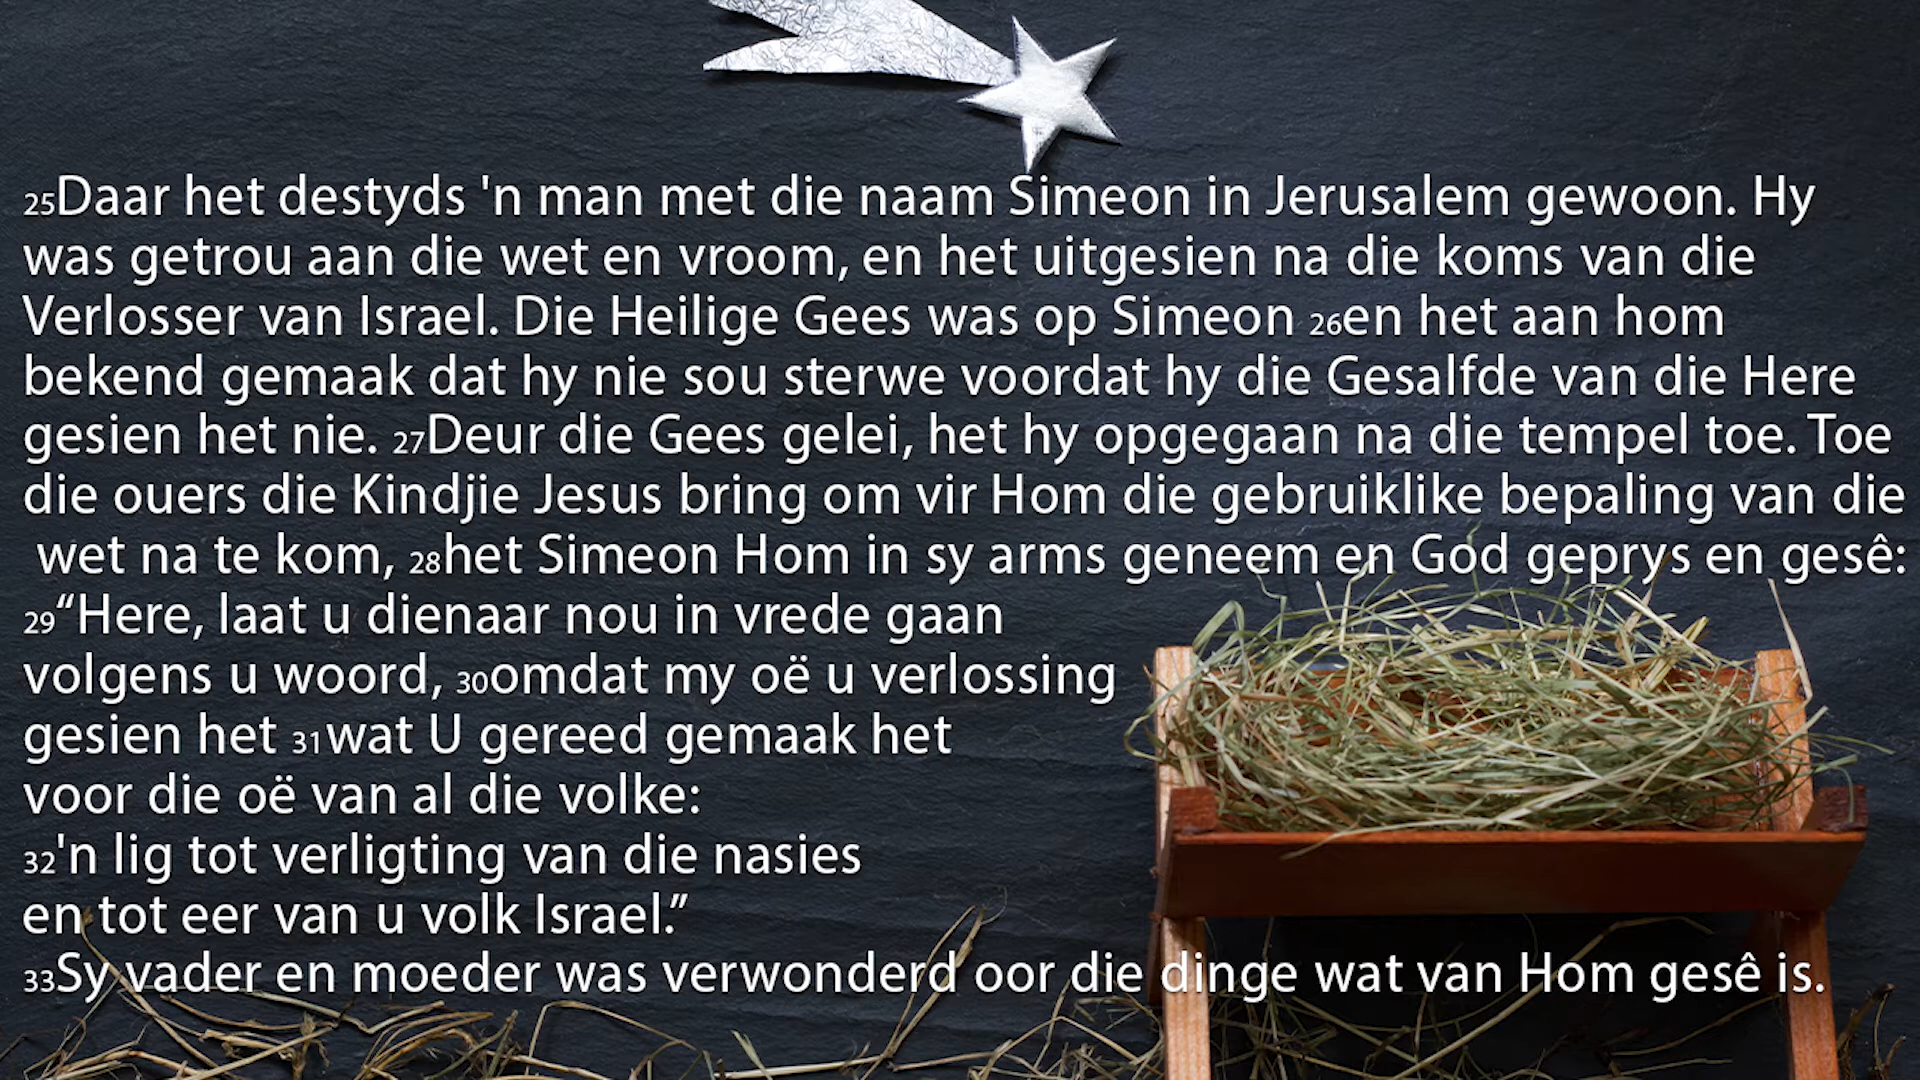 25Daar het destyds 'n man met die naam Simeon in Jerusalem gewoon. Hy
was getrou aan die wet en vroom, en het uitgesien na die koms van die
Verlosser van Israel. Die Heilige Gees was op Simeon 26en het aan hom
bekend gemaak dat hy nie sou sterwe voordat hy die Gesalfde van die Here
gesien het nie. 27Deur die Gees gelei, het hy opgegaan na die tempel toe. Toe
die ouers die Kindjie Jesus bring om vir Hom die gebruiklike bepaling van die
wet na te kom, 28het Simeon Hom in sy arms geneem en God geprys en gesê:
29“Here, laat u dienaar nou in vrede gaan
volgens u woord, 30omdat my oë u verlossing
gesien het 31wat U gereed gemaak het
voor die oë van al die volke:
32'n lig tot verligting van die nasies
en tot eer van u volk Israel.”
33Sy vader en moeder was verwonderd oor die dinge wat van Hom gesê is.